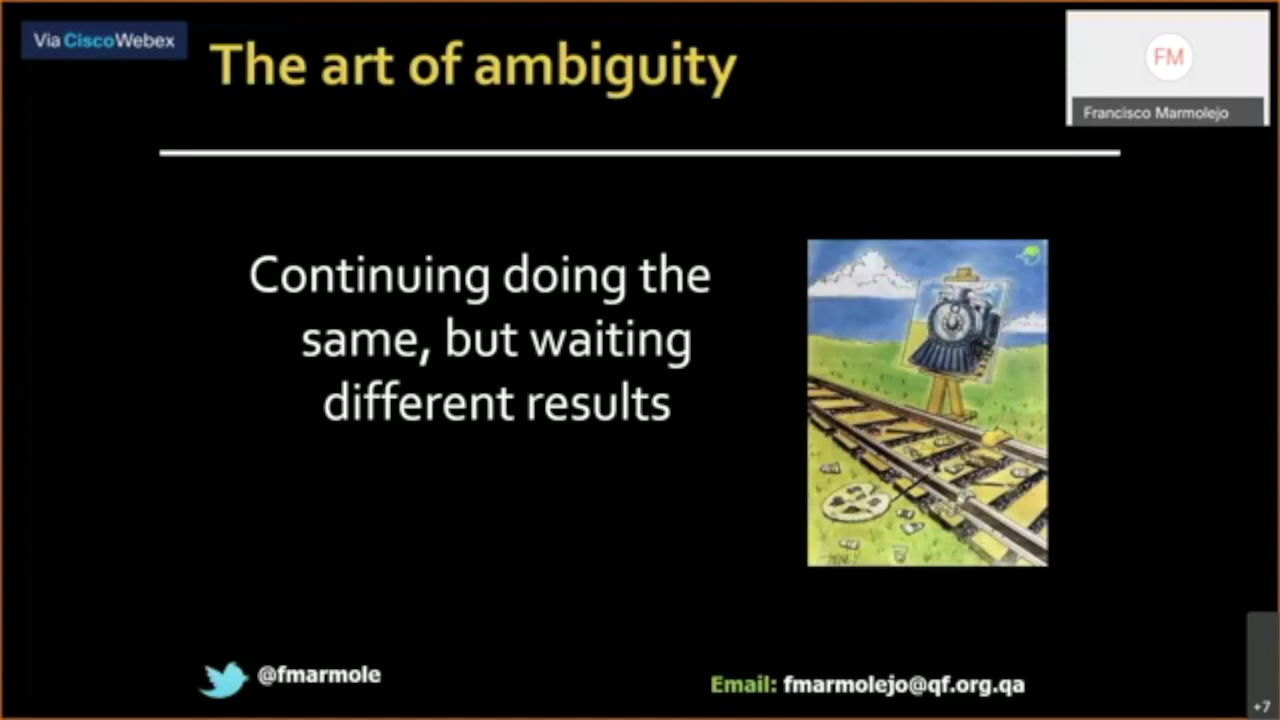 Via CiscoWebex
The art of ambiguity
FM
Francisco Marmolejo
Continuing doing the
same, but waiting
different results
@fmarmole
Email: fmarmolejo@qf.org.qa
+7